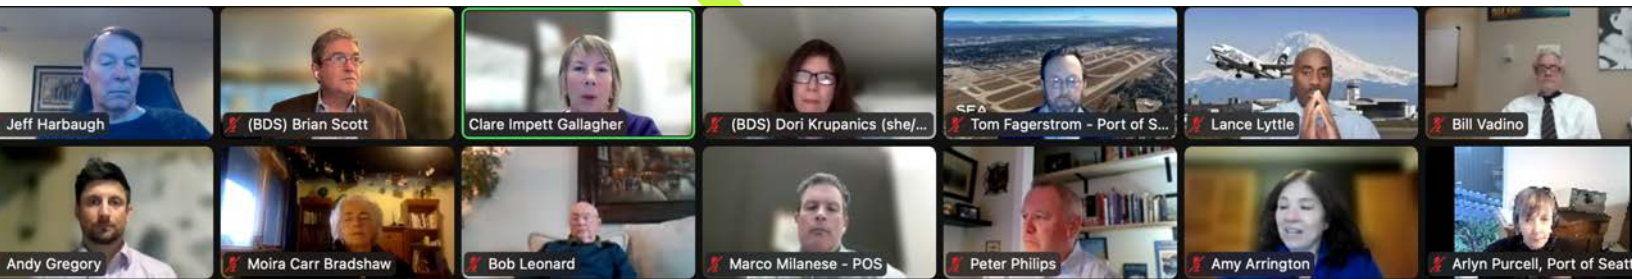 Jeff Harbaugh
(BDS) Brian Scott
Clare Impett Gallagher
(BDS) Dori Krupanics (she/...
SEA
Tom Fagerstrom - Port of S...
Lance Lyttle
Bill Vadino
Andy Gregory
Moira Carr Bradshaw
Bob Leonard
Marco Milanese - POS
Peter Philips
Amy Arrington
Arlyn Purcell, Port of Seatt